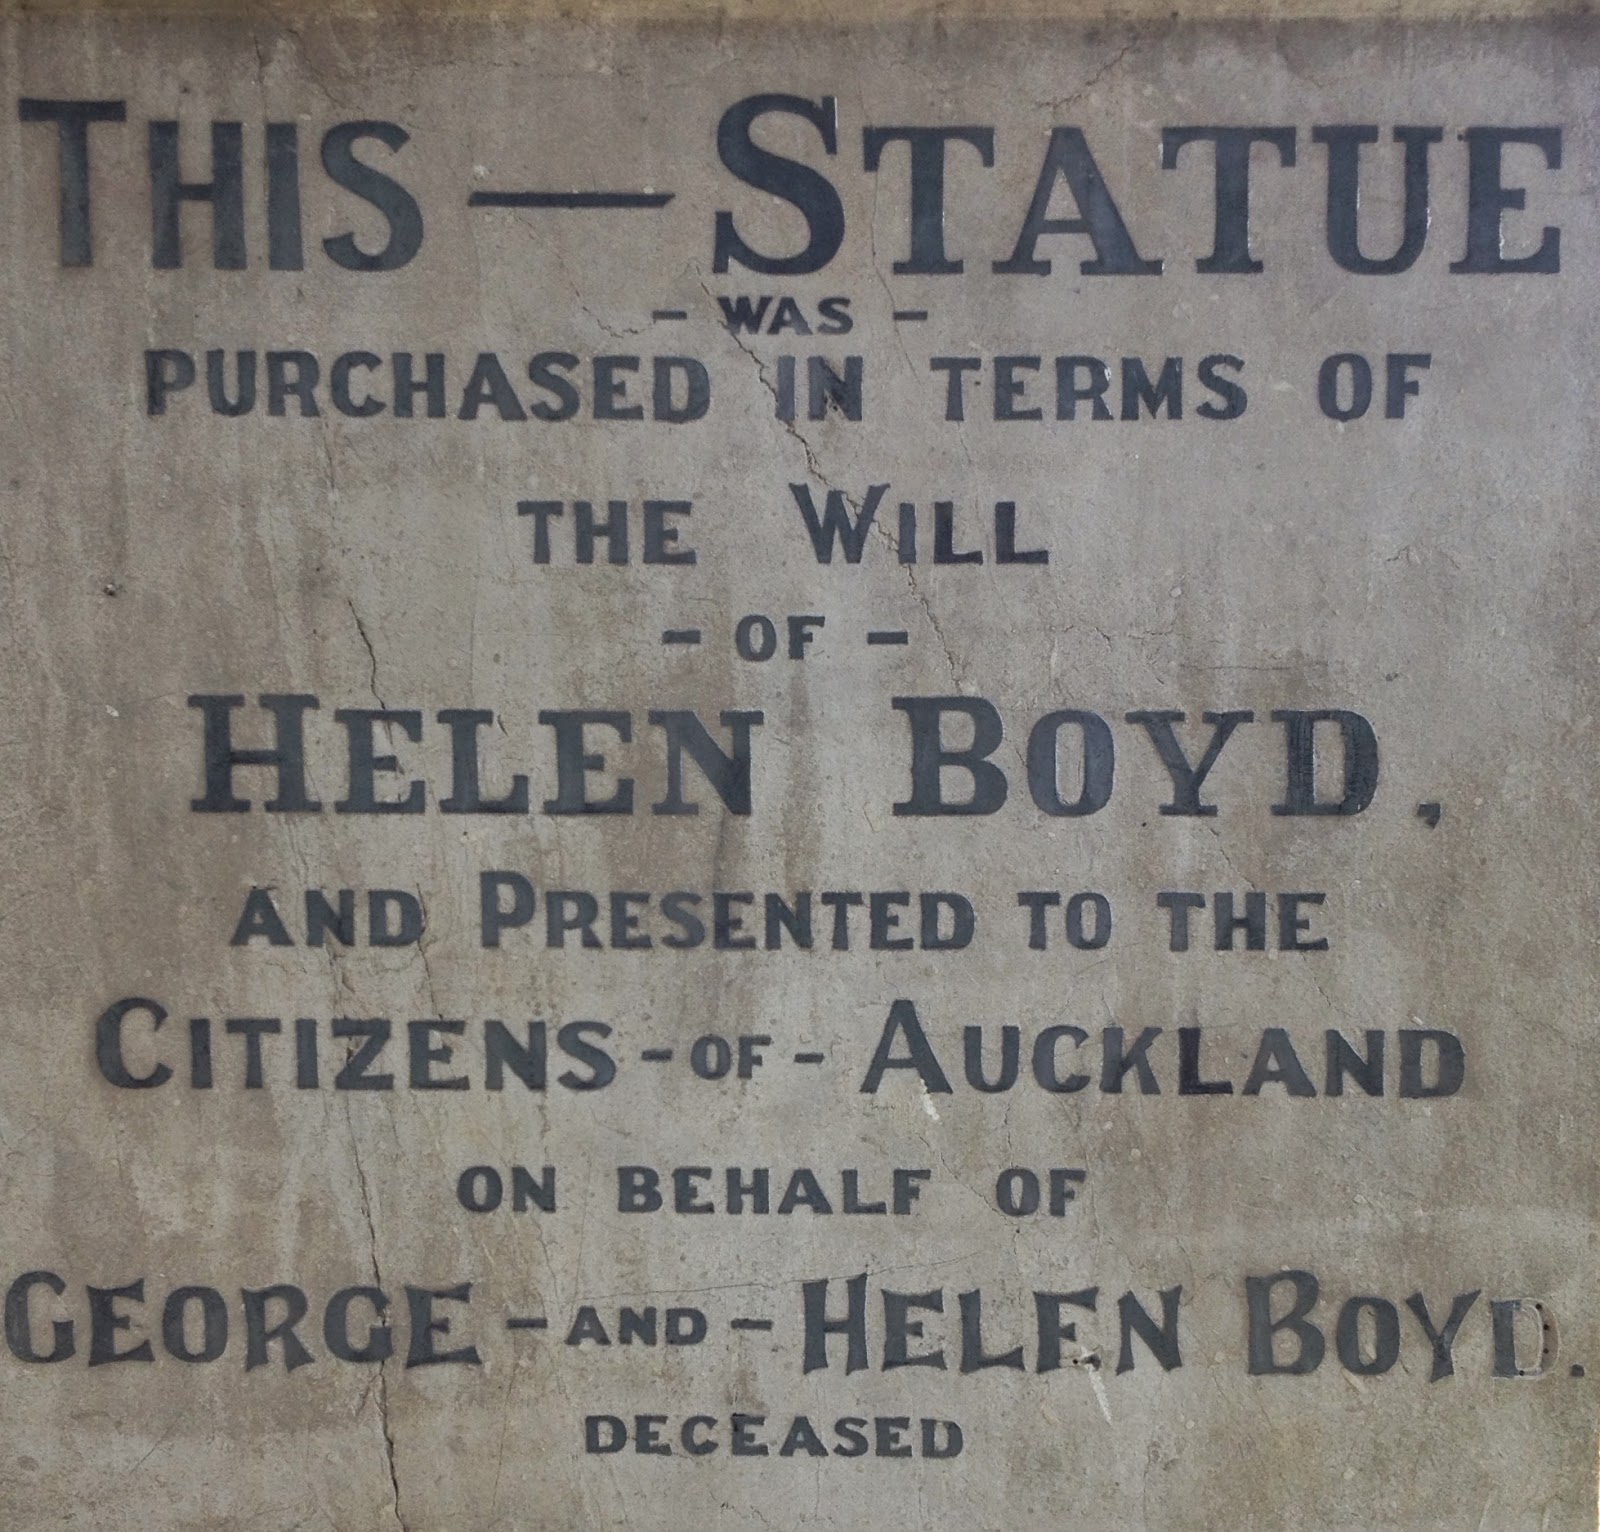 THIS — STATUE
- WAS -
PURCHASED IN TERMS OF
THE WILL
- OF -
HELEN BOYD,
AND PRESENTED TO THE
CITIZENS - OF - AUCKLAND
ON BEHALF OF
GEORGE - AND - HELEN BOYD.
DECEASED